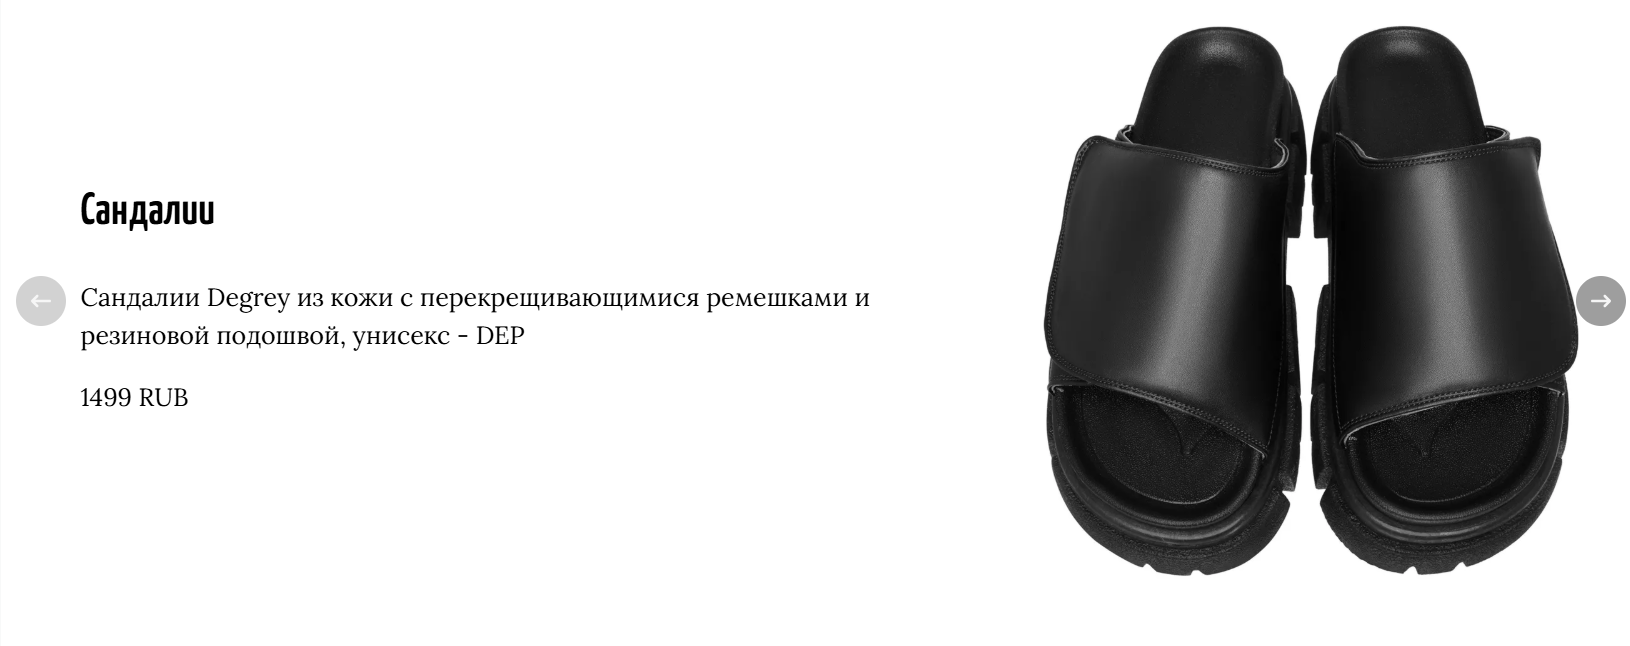 Сандалии
Сандалии Degrey из кожи с перекрещивающимися ремешками и
резиновой подошвой, унисекс - DEP
1499 RUB